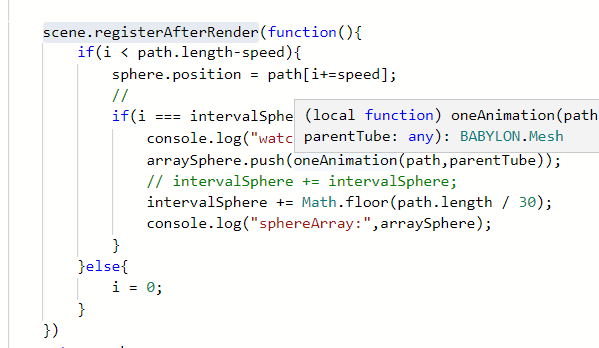 scene.registerAfterRender(function(){
if(i < path.length-speed){
sphere.position = path[i+=speed];
//
if(i === intervalSphe
(local function) oneAnimation(path
console.log("watc
parentTube: any): BABYLON.Mesh
arraySphere.push(oneAnimation(path,parentTube));
// intervalSphere += intervalSphere;
intervalSphere += Math.floor(path.length / 30);
console.log("sphereArray:",arraySphere);
}
}else{
i = 0;
}
})